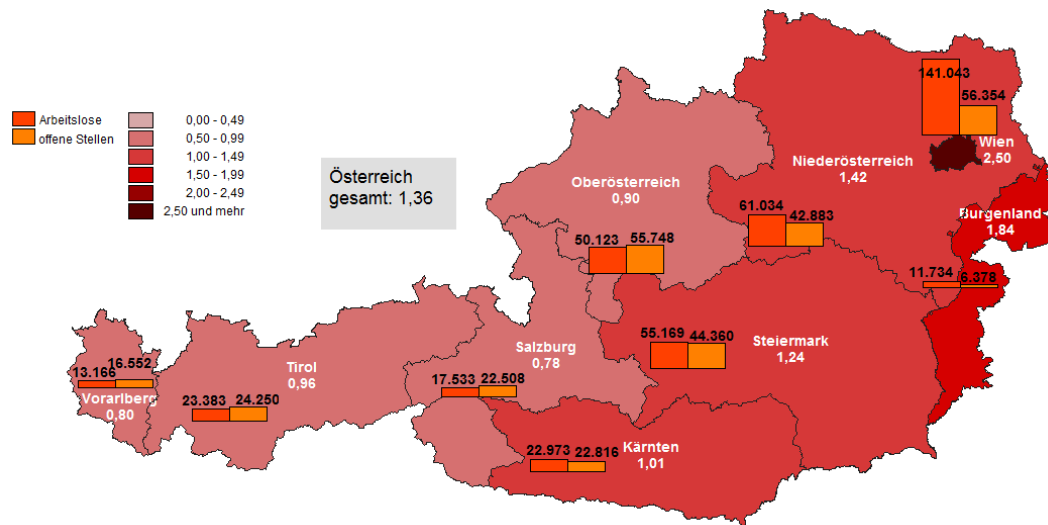 Arbeitslose
offene Stellen
0,00 - 0,49
0,50 - 0,99
1,00 - 1,49
1,50 - 1,99
2,00 - 2,49
2,50 und mehr
Österreich
gesamt: 1,36
141.043
56.354
Wien
2,50
Niederösterreich
1,42
61.034
42.883
Oberösterreich
0,90
50.123
55.748
Burgenland
1,84
11.734
6.378
Steiermark
1,24
55.169
44.360
Salzburg
0,78
17.533
22.508
Tirol
0,96
23.383
24.250
16.552
13.166
Vorarlberg
0,80
Kärnten
1,01
22.973
22.816